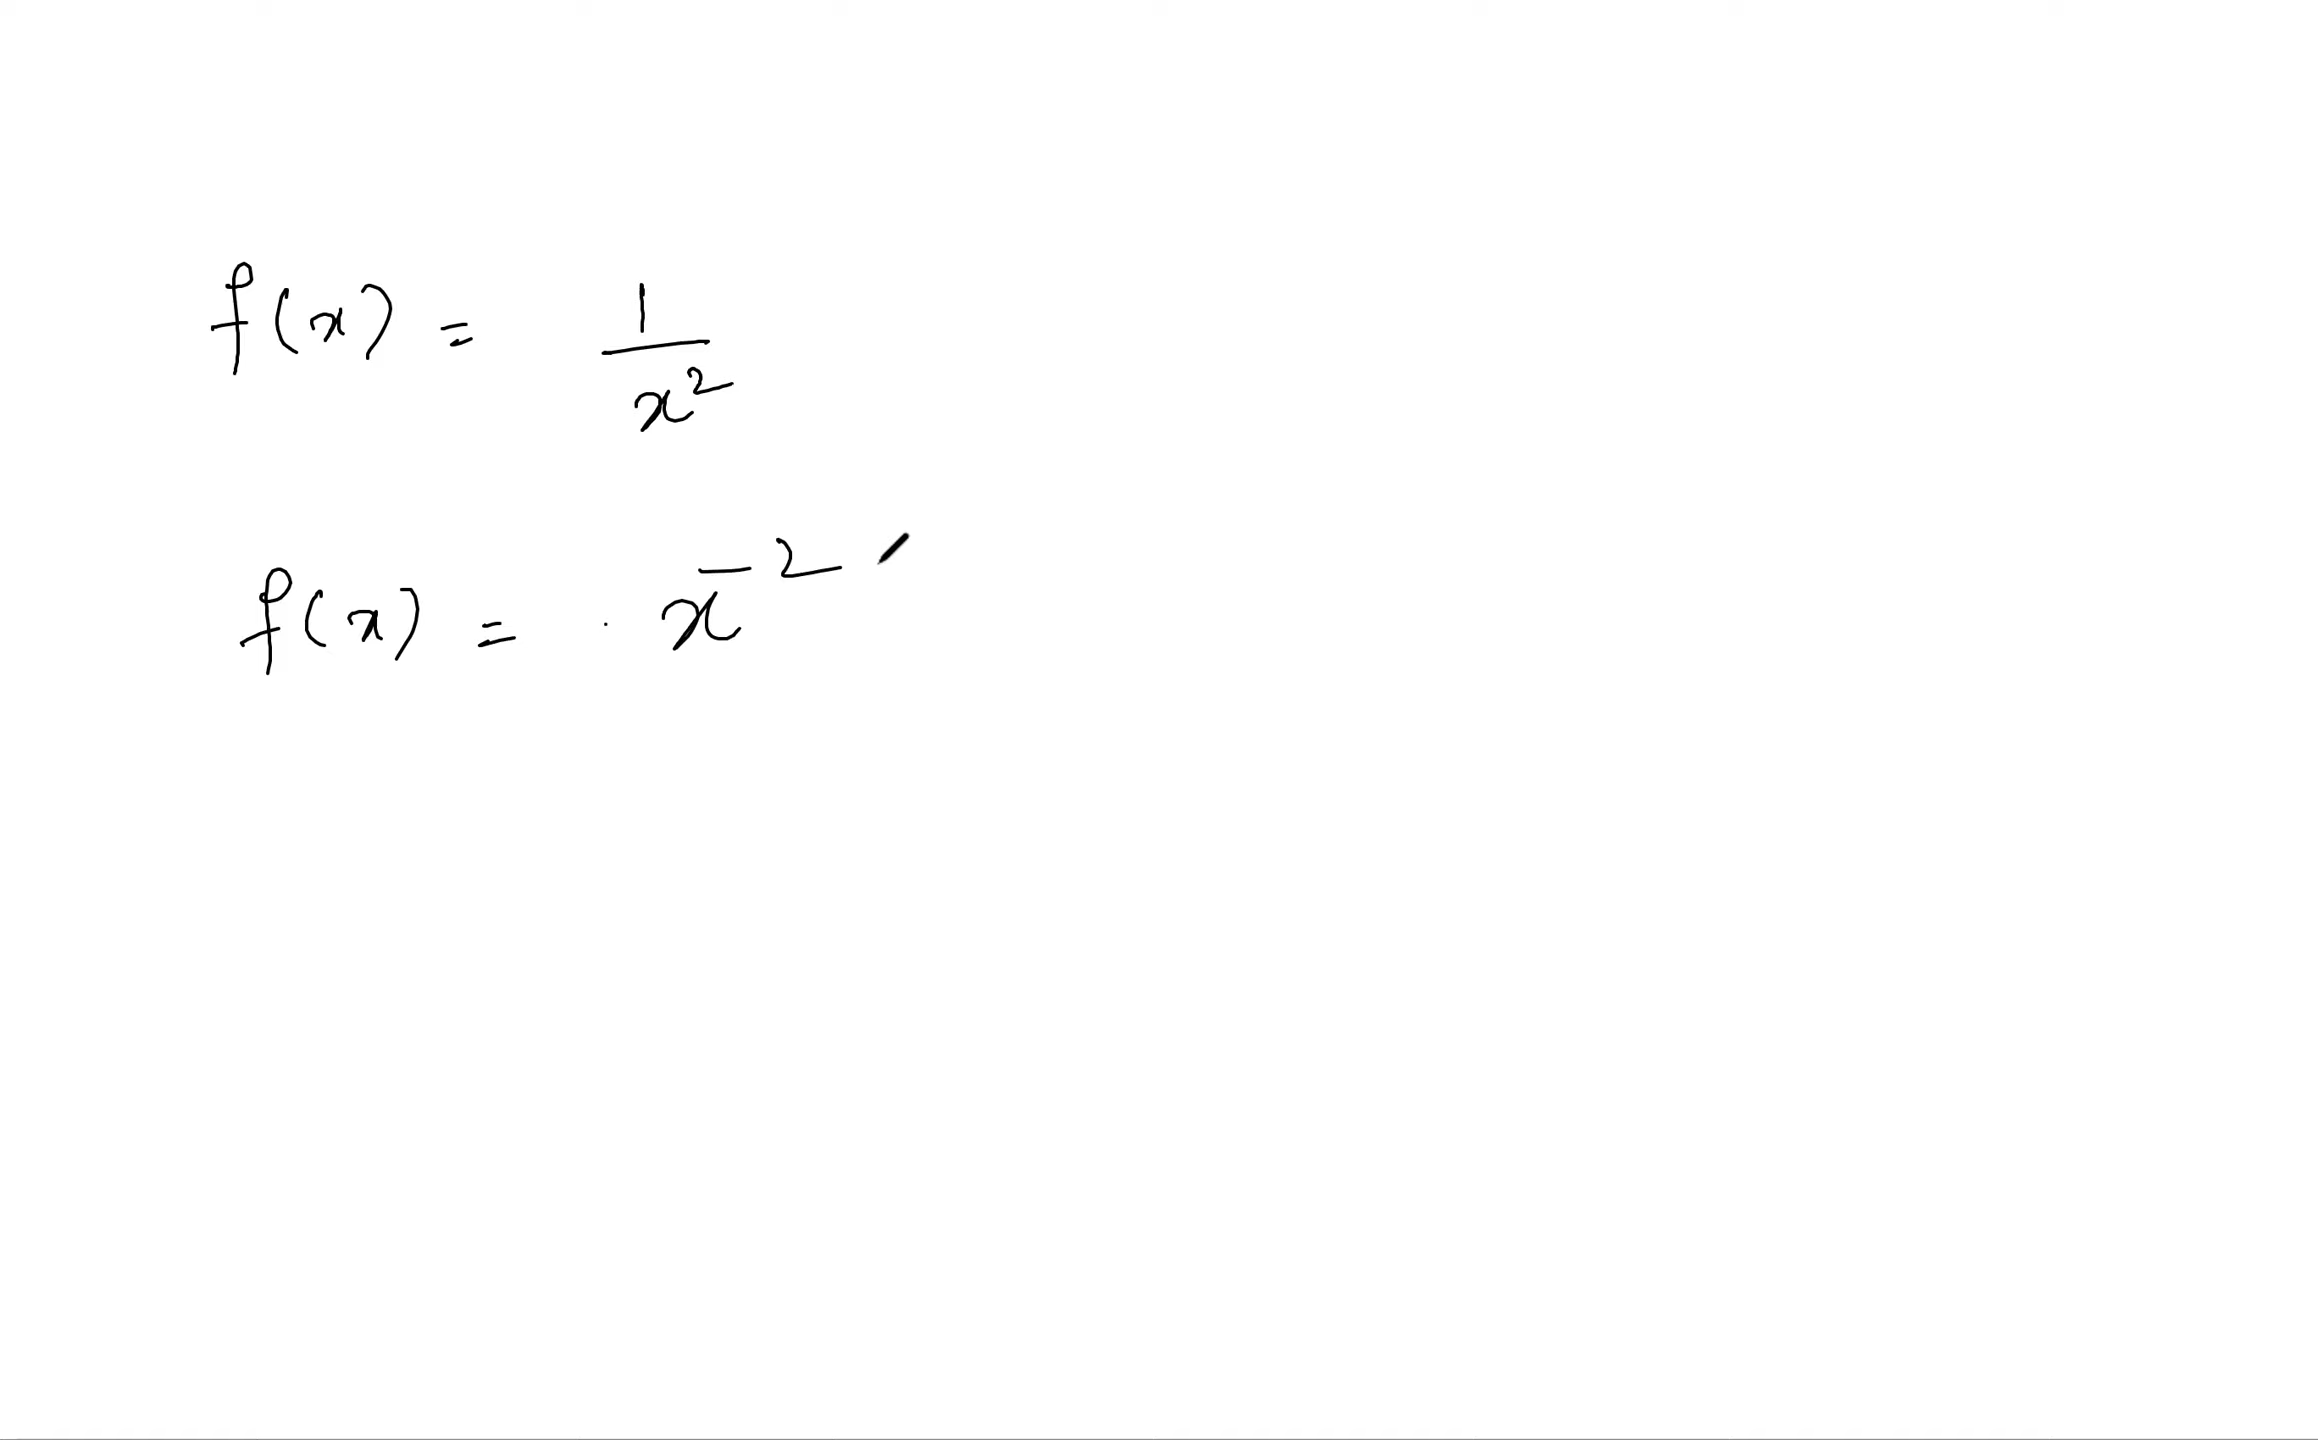 f(x) = 1/x²
f(x) = x⁻²